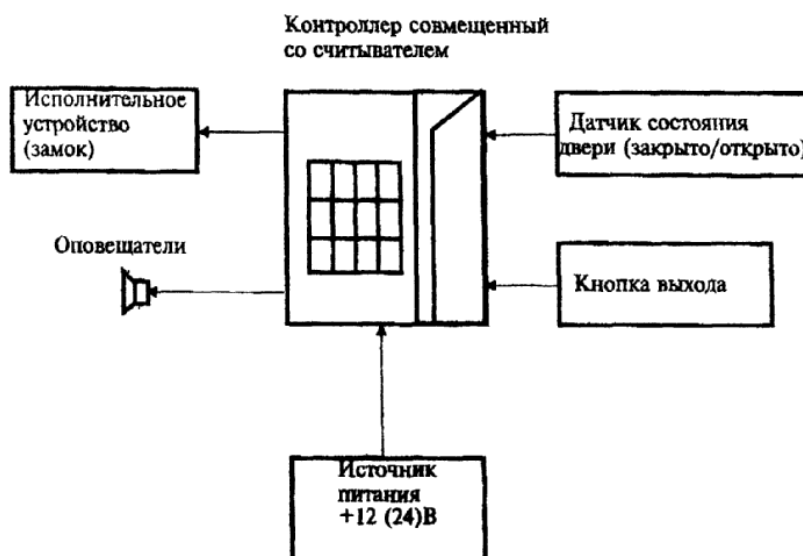 Контроллер совмещенный
со считывателем
Исполнительное
устройство
(замок)
Датчик состояния
двери (закрыто/открыто)
Оповещатели
Кнопка выхода
Источник
питания
+12 (24)В